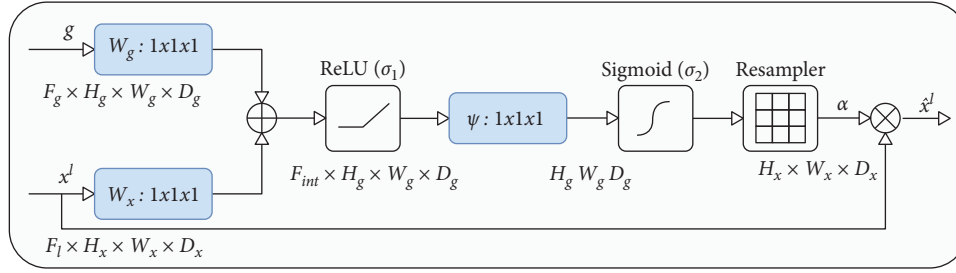 g
W_g : 1x1x1
F_g × H_g × W_g × D_g
x^l
W_x : 1x1x1
F_l × H_x × W_x × D_x
ReLU (σ_1)
F_int × H_g × W_g × D_g
ψ : 1x1x1
H_g W_g D_g
Sigmoid (σ_2)
Resampler
H_x × W_x × D_x
α
x̂^l